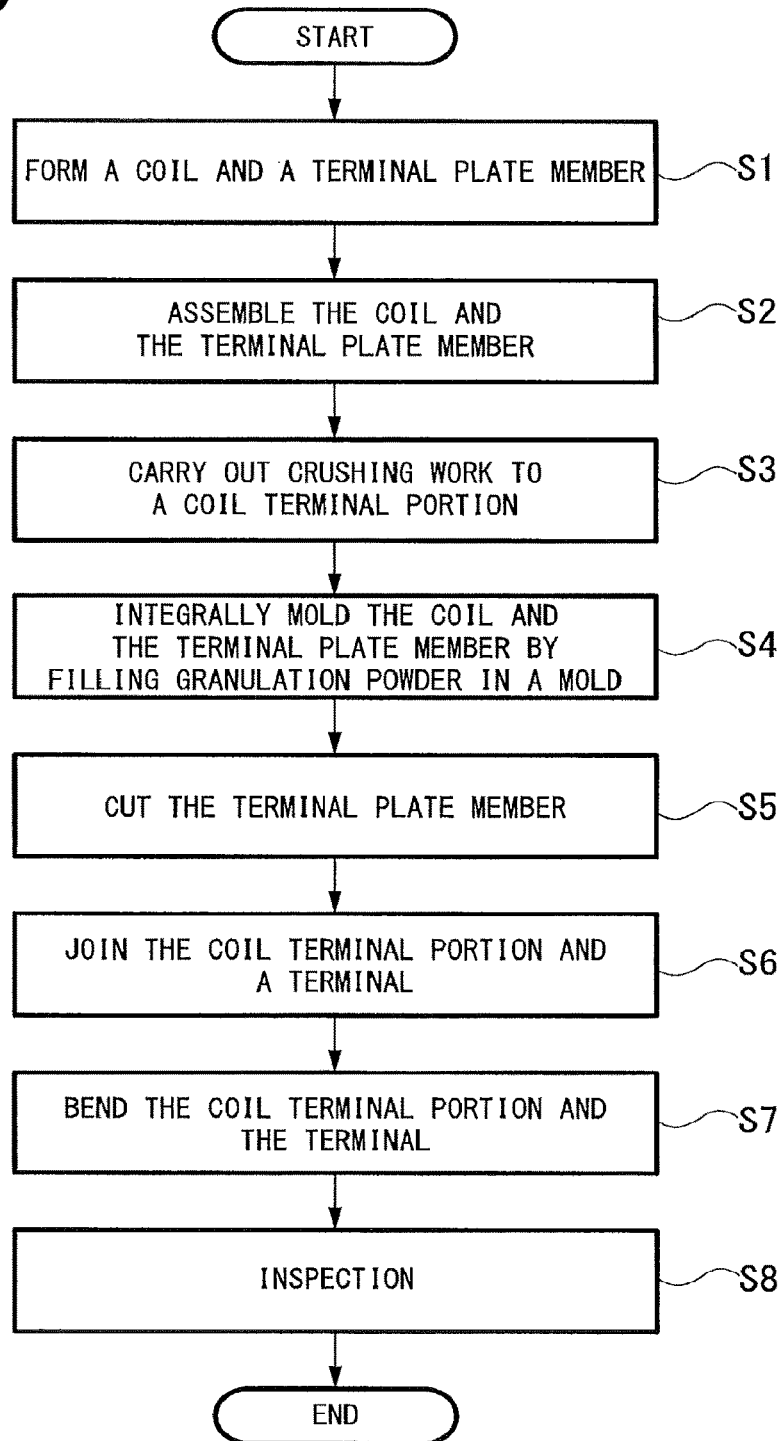 START
FORM A COIL AND A TERMINAL PLATE MEMBER
S1
ASSEMBLE THE COIL AND
THE TERMINAL PLATE MEMBER
S2
CARRY OUT CRUSHING WORK TO
A COIL TERMINAL PORTION
S3
INTEGRALLY MOLD THE COIL AND
THE TERMINAL PLATE MEMBER BY
FILLING GRANULATION POWDER IN A MOLD
S4
CUT THE TERMINAL PLATE MEMBER
S5
JOIN THE COIL TERMINAL PORTION AND
A TERMINAL
S6
BEND THE COIL TERMINAL PORTION AND
THE TERMINAL
S7
INSPECTION
S8
END